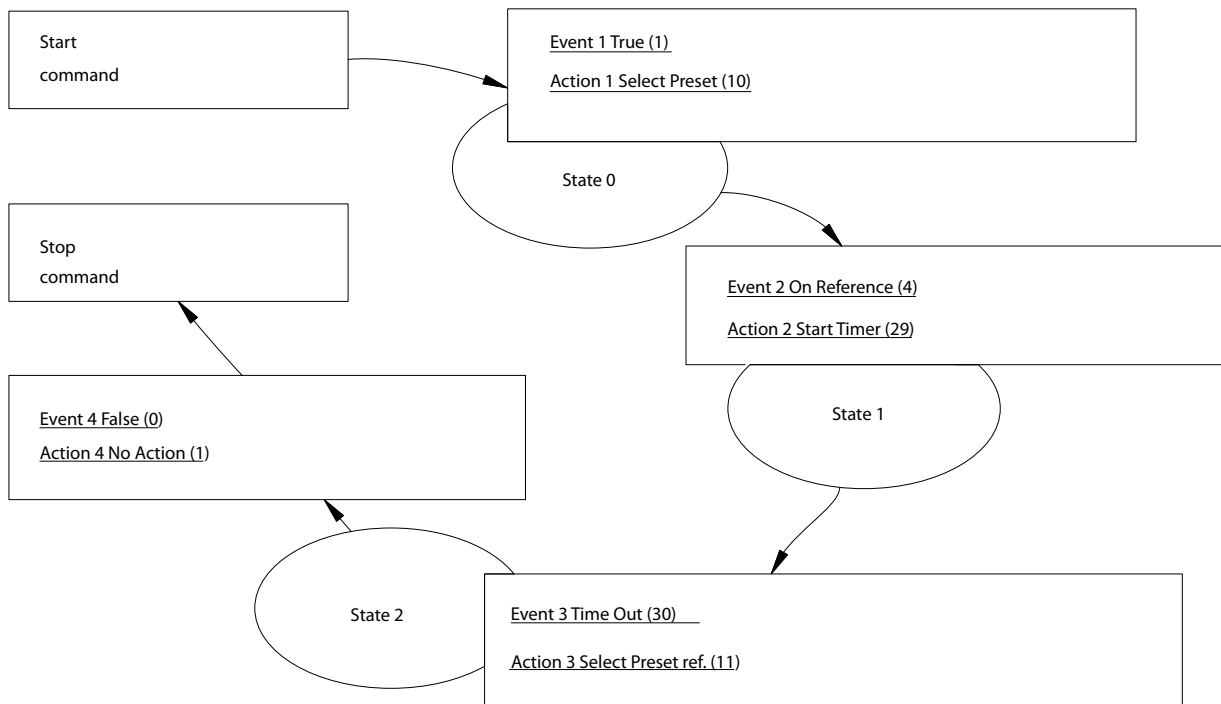 Start
command
Event 1 True (1)
Action 1 Select Preset (10)
State 0
Stop
command
Event 2 On Reference (4)
Action 2 Start Timer (29)
Event 4 False (0)
Action 4 No Action (1)
State 1
State 2
Event 3 Time Out (30)
Action 3 Select Preset ref. (11)